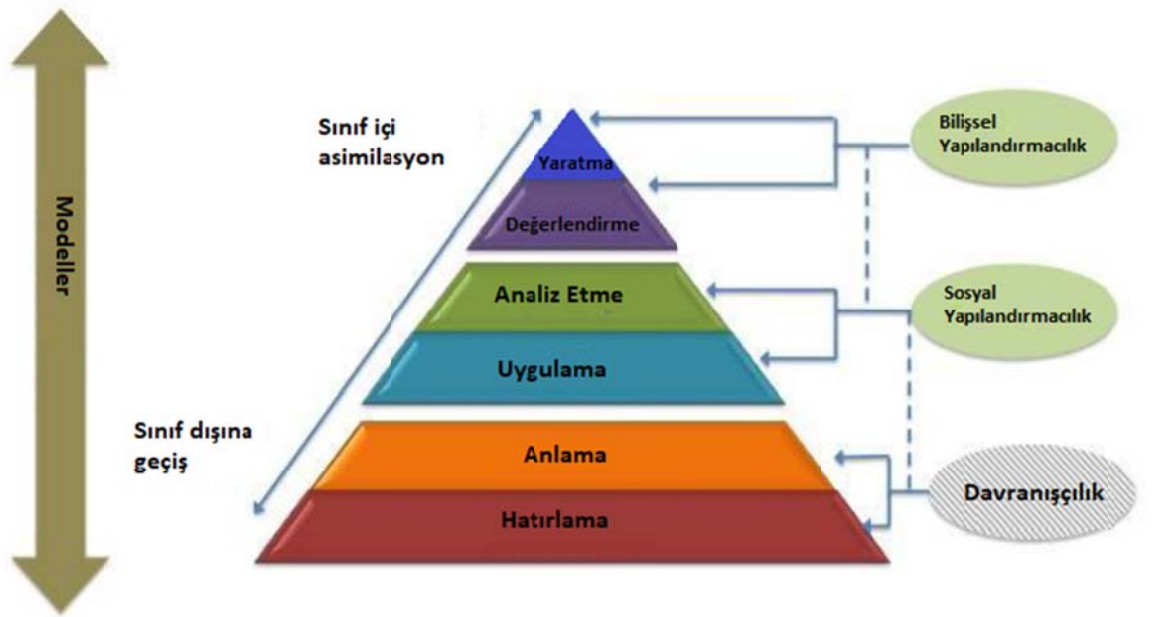 Modeller
Sınıf içi
asimilasyon
Sınıf dışına
geçiş
Yaratma
Değerlendirme
Analiz Etme
Uygulama
Anlama
Hatırlama
Bilişsel
Yapılandırmacılık
Sosyal
Yapılandırmacılık
Davranışçılık